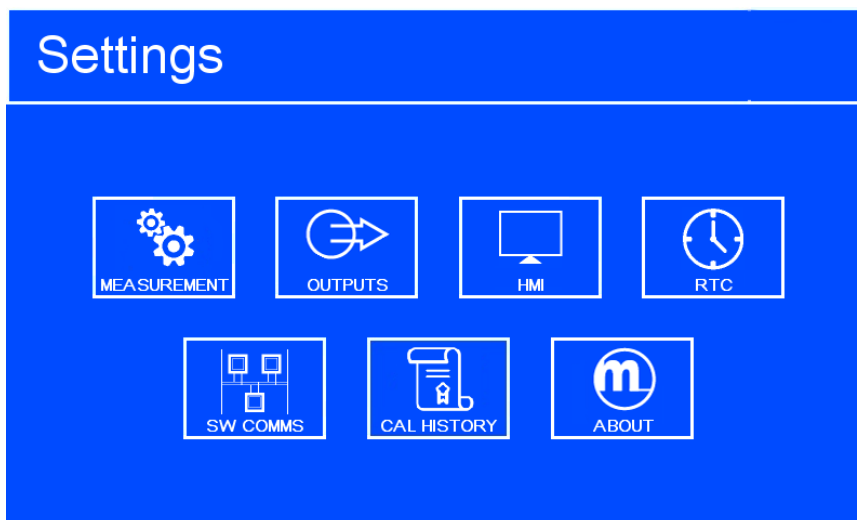 Settings
MEASUREMENT
OUTPUTS
HMI
RTC
SW COMMS
CAL HISTORY
m
ABOUT